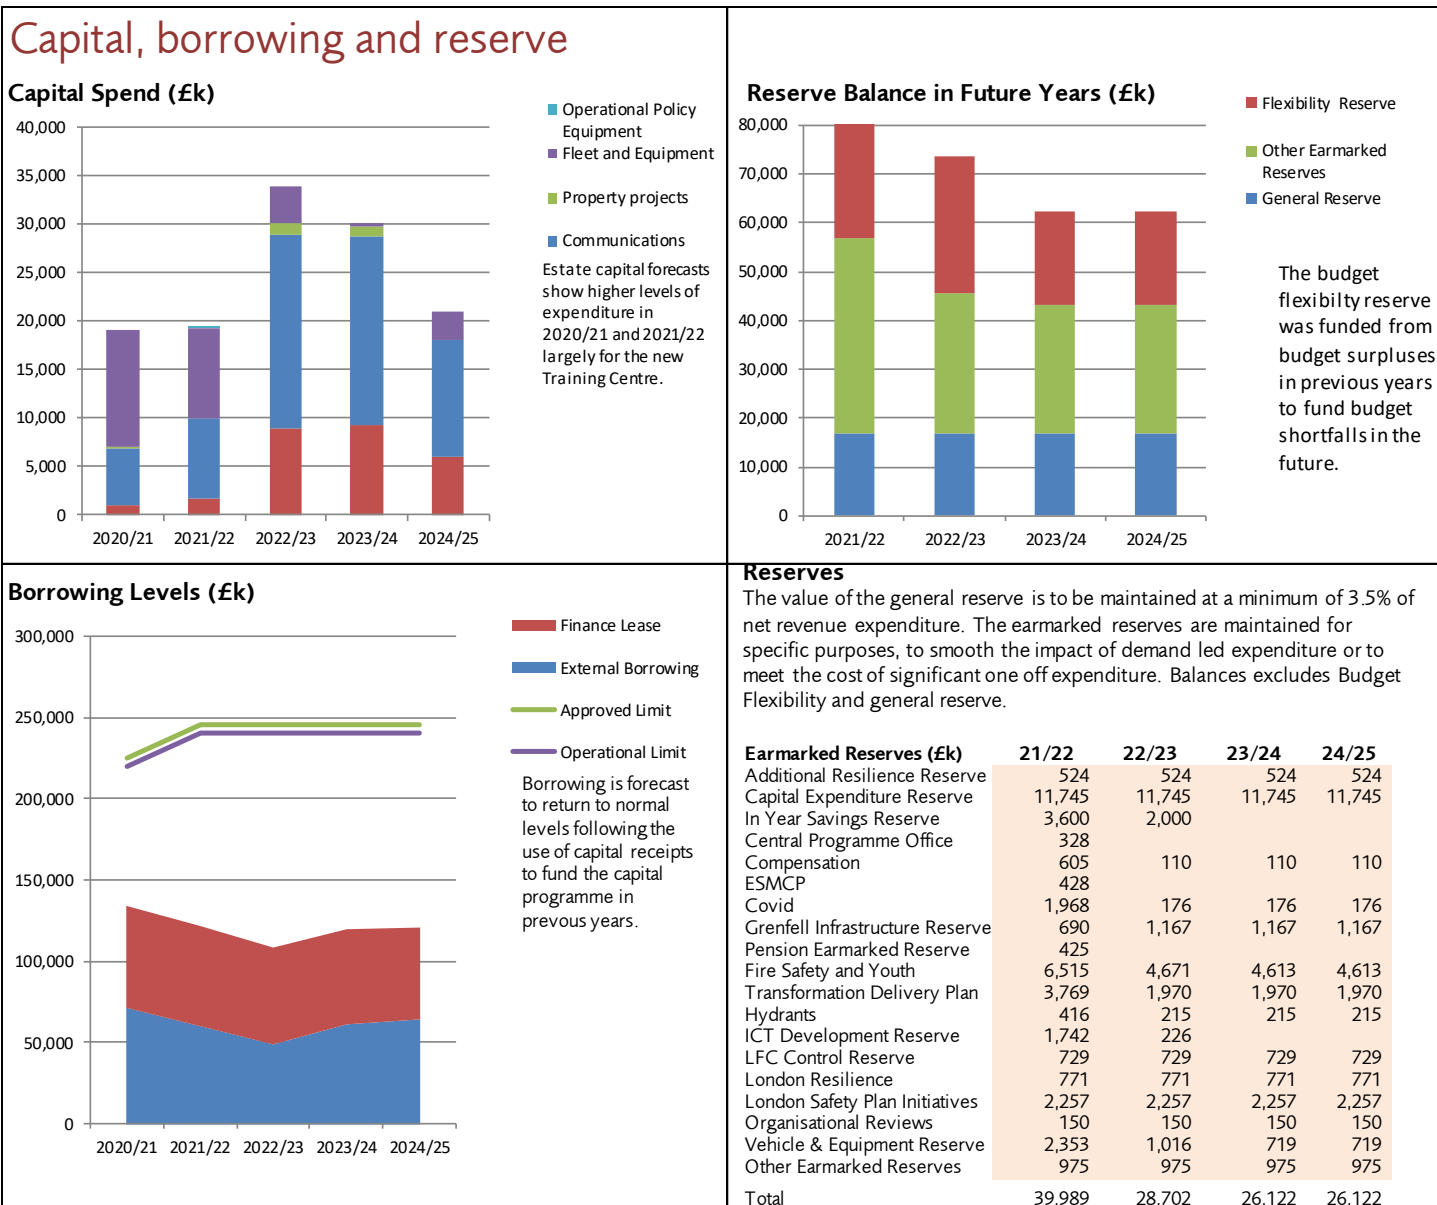 Capital, borrowing and reserve
Capital Spend (£k)
40,000
35,000
30,000
25,000
20,000
15,000
10,000
5,000
0
2020/21 2021/22 2022/23 2023/24 2024/25
Operational Policy
Equipment
Fleet and Equipment
Property projects
Communications
Estate capital forecasts
show higher levels of
expenditure in
2020/21 and 2021/22
largely for the new
Training Centre.
Reserve Balance in Future Years (£k)
80,000
70,000
60,000
50,000
40,000
30,000
20,000
10,000
0
2021/22 2022/23 2023/24 2024/25
Flexibility Reserve
Other Earmarked
Reserves
General Reserve
The budget
flexibilty reserve
was funded from
budget surpluses
in previous years
to fund budget
shortfalls in the
future.
Borrowing Levels (£k)
300,000
250,000
200,000
150,000
100,000
50,000
0
2020/21 2021/22 2022/23 2023/24 2024/25
Finance Lease
External Borrowing
Approved Limit
Operational Limit
Borrowing is forecast
to return to normal
levels following the
use of capital receipts
to fund the capital
programme in
prevous years.
Reserves
The value of the general reserve is to be maintained at a minimum of 3.5% of
net revenue expenditure. The earmarked reserves are maintained for
specific purposes, to smooth the impact of demand led expenditure or to
meet the cost of significant one off expenditure. Balances excludes Budget
Flexibility and general reserve.
Earmarked Reserves (£k) 21/22 22/23 23/24 24/25
Additional Resilience Reserve 524 524 524 524
Capital Expenditure Reserve 11,745 11,745 11,745 11,745
In Year Savings Reserve 3,600 2,000
Central Programme Office 328
Compensation 605 110 110 110
ESMCP 428
Covid 1,968 176 176 176
Grenfell Infrastructure Reserve 690 1,167 1,167 1,167
Pension Earmarked Reserve 425
Fire Safety and Youth 6,515 4,671 4,613 4,613
Transformation Delivery Plan 3,769 1,970 1,970 1,970
Hydrants 416 215 215 215
ICT Development Reserve 1,742 226
LFC Control Reserve 729 729 729 729
London Resilience 771 771 771 771
London Safety Plan Initiatives 2,257 2,257 2,257 2,257
Organisational Reviews 150 150 150 150
Vehicle & Equipment Reserve 2,353 1,016 719 719
Other Earmarked Reserves 975 975 975 975
Total 39,989 28,702 26,122 26,122